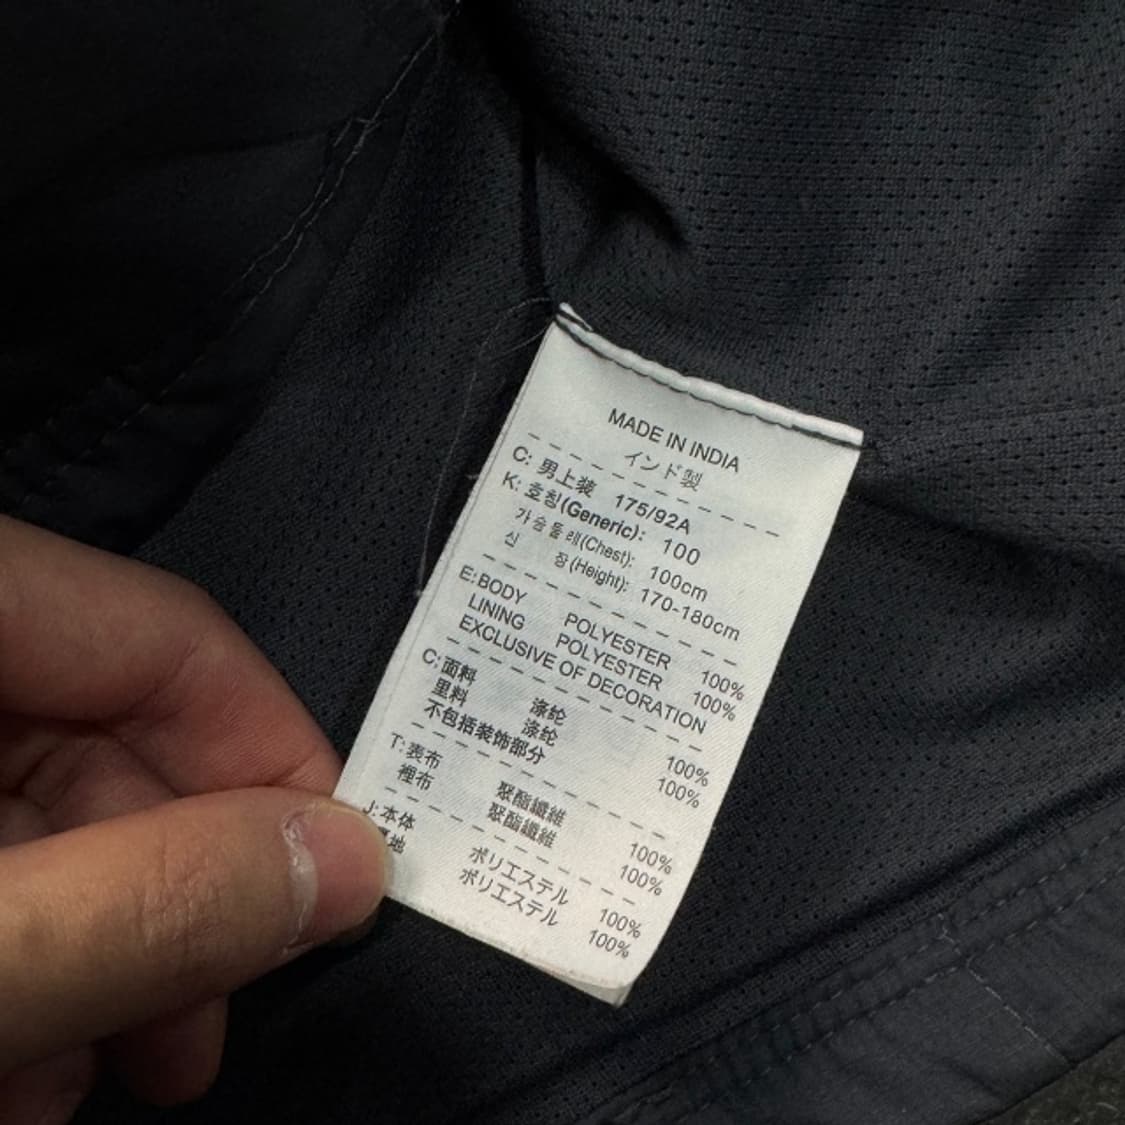 MADE IN INDIA
インド製
C: 男上装 175/92A
K: 호칭(Generic): 100
가슴둘레(Chest): 100cm
신 장(Height): 170-180cm
E: BODY POLYESTER 100%
LINING POLYESTER 100%
EXCLUSIVE OF DECORATION
C: 面料 涤纶 100%
里料 涤纶 100%
不包括装饰部分
T: 表布 聚酯纖維 100%
裡布 聚酯纖維 100%
J: 本体 ポリエステル 100%
地 ポリエステル 100%